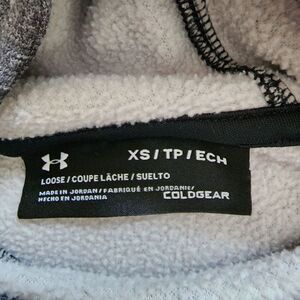 XS/TP/ECH
LOOSE/COUPE LÂCHE/SUELTO
MADE IN JORDAN/FABRIQUÉ EN JORDANIE/
HECHO EN JORDANIA
COLDGEAR